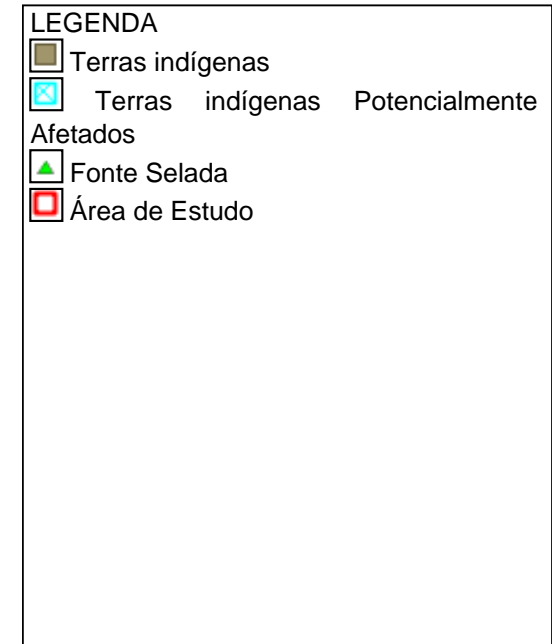 LEGENDA
Terras indígenas
Terras indígenas Potencialmente
Afetados
Fonte Selada
Área de Estudo